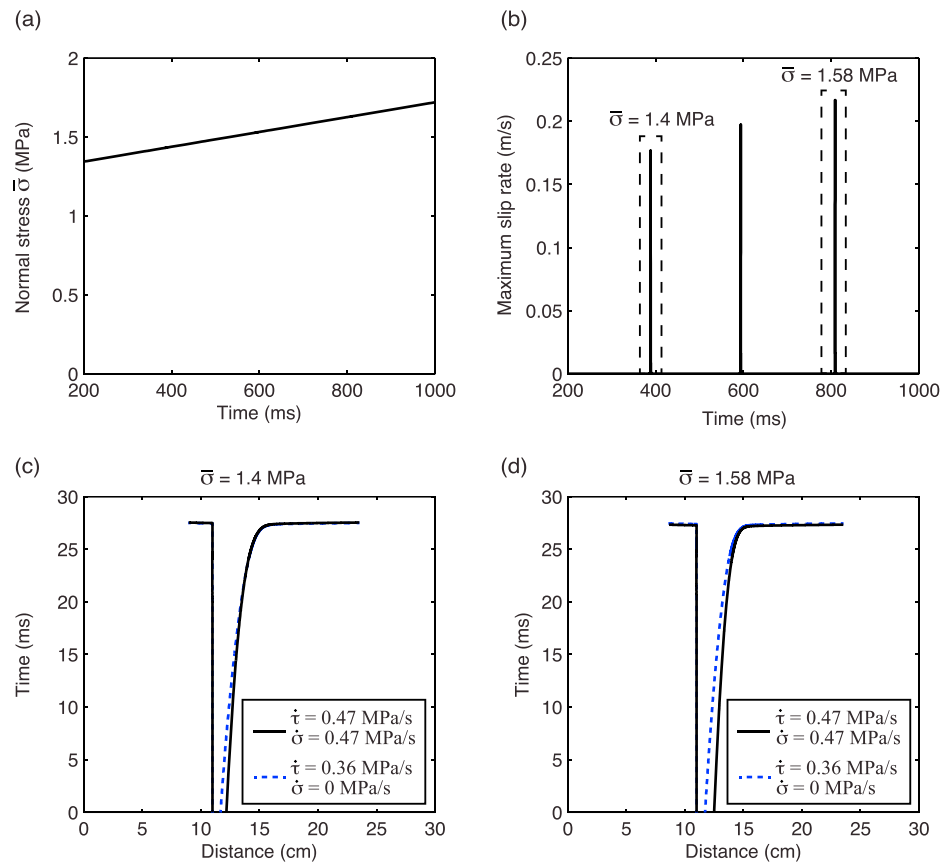 (a)
2
1.5
1
0.5
0
Normal stress σ̅ (MPa)
200 400 600 800 1000
Time (ms)
(b)
0.25
0.2
0.15
0.1
0.05
0
Maximum slip rate (m/s)
σ̅ = 1.4 MPa
σ̅ = 1.58 MPa
200 400 600 800 1000
Time (ms)
(c)
σ̅ = 1.4 MPa
30
25
20
15
10
5
0
Time (ms)
τ̇ = 0.47 MPa/s
σ̇ = 0.47 MPa/s
τ̇ = 0.36 MPa/s
σ̇ = 0 MPa/s
0 5 10 15 20 25 30
Distance (cm)
(d)
σ̅ = 1.58 MPa
30
25
20
15
10
5
0
Time (ms)
τ̇ = 0.47 MPa/s
σ̇ = 0.47 MPa/s
τ̇ = 0.36 MPa/s
σ̇ = 0 MPa/s
0 5 10 15 20 25 30
Distance (cm)